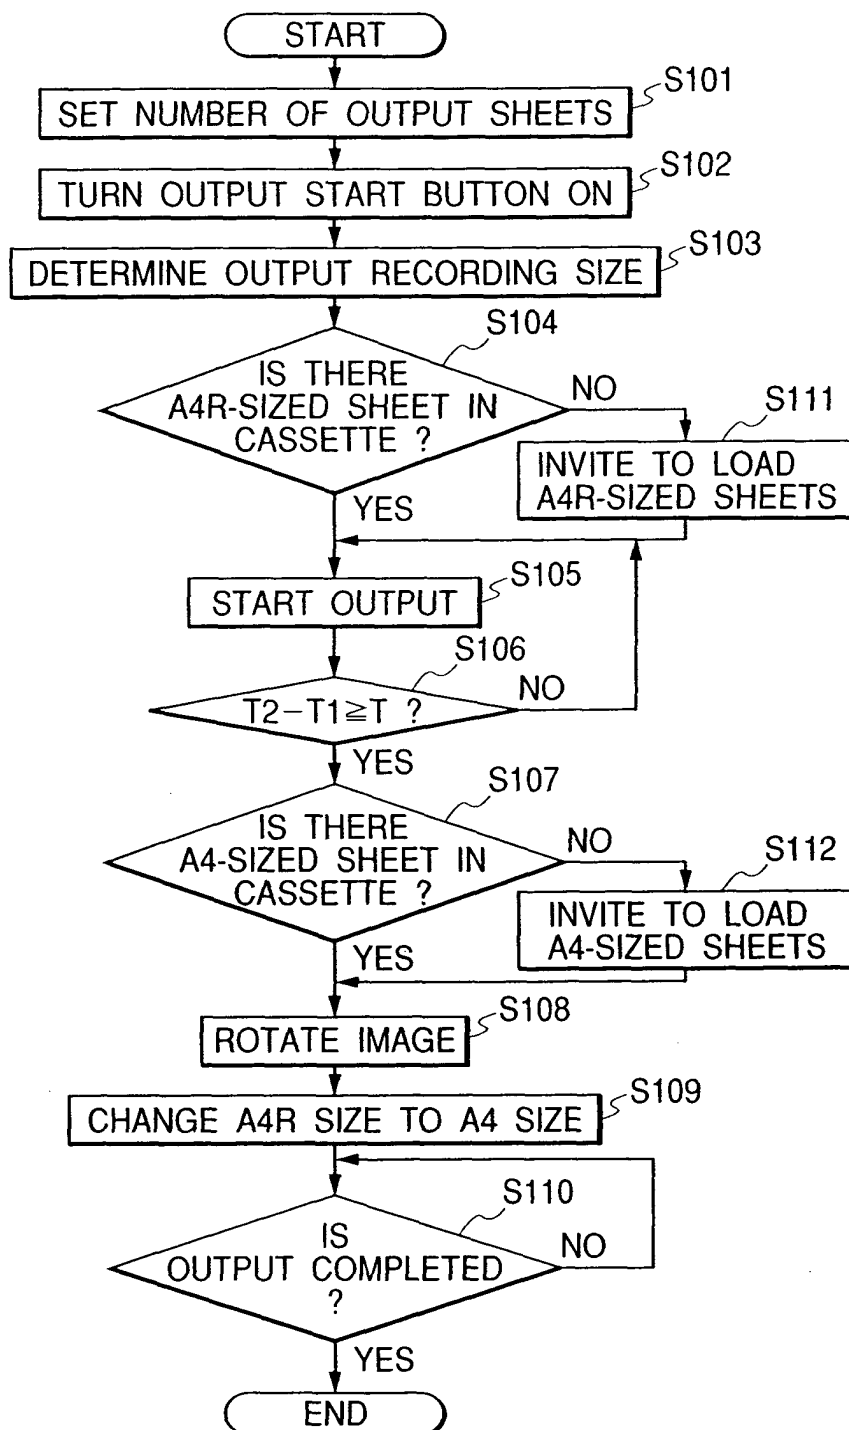 START
S101
SET NUMBER OF OUTPUT SHEETS
S102
TURN OUTPUT START BUTTON ON
S103
DETERMINE OUTPUT RECORDING SIZE
S104
IS THERE
A4R-SIZED SHEET IN
CASSETTE ?
NO
S111
INVITE TO LOAD
A4R-SIZED SHEETS
YES
S105
START OUTPUT
S106
T2-T1≧T ?
NO
YES
S107
IS THERE
A4-SIZED SHEET IN
CASSETTE ?
NO
S112
INVITE TO LOAD
A4-SIZED SHEETS
YES
S108
ROTATE IMAGE
S109
CHANGE A4R SIZE TO A4 SIZE
S110
IS
OUTPUT COMPLETED
?
NO
YES
END